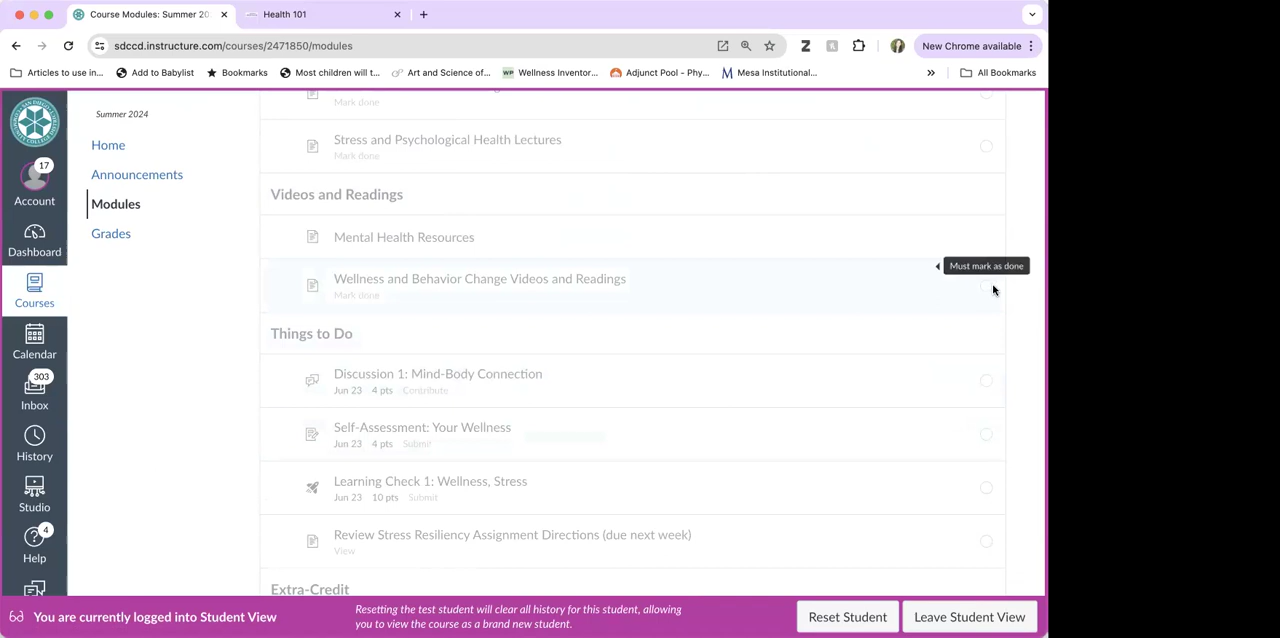 Course Modules: Summer 20
Health 101
sdccd.instructure.com/courses/2471850/modules
New Chrome available
Articles to use in...
Add to Babylist
Bookmarks
Most children will t...
Art and Science of...
WP
Wellness Inventor...
Adjunct Pool - Phy...
Mesa Institutional...
All Bookmarks
17
Account
Dashboard
Courses
Calendar
303
Inbox
History
Studio
4
Help
Summer 2024
Home
Announcements
Modules
Grades
Mark done
Stress and Psychological Health Lectures
Mark done
Videos and Readings
Mental Health Resources
Must mark as done
Wellness and Behavior Change Videos and Readings
Mark done
Things to Do
Discussion 1: Mind-Body Connection
Jun 23 4 pts Contribute
Self-Assessment: Your Wellness
Jun 23 4 pts Submit
Learning Check 1: Wellness, Stress
Jun 23 10 pts Submit
Review Stress Resiliency Assignment Directions (due next week)
View
Extra-Credit
You are currently logged into Student View
Resetting the test student will clear all history for this student, allowing
you to view the course as a brand new student.
Reset Student
Leave Student View